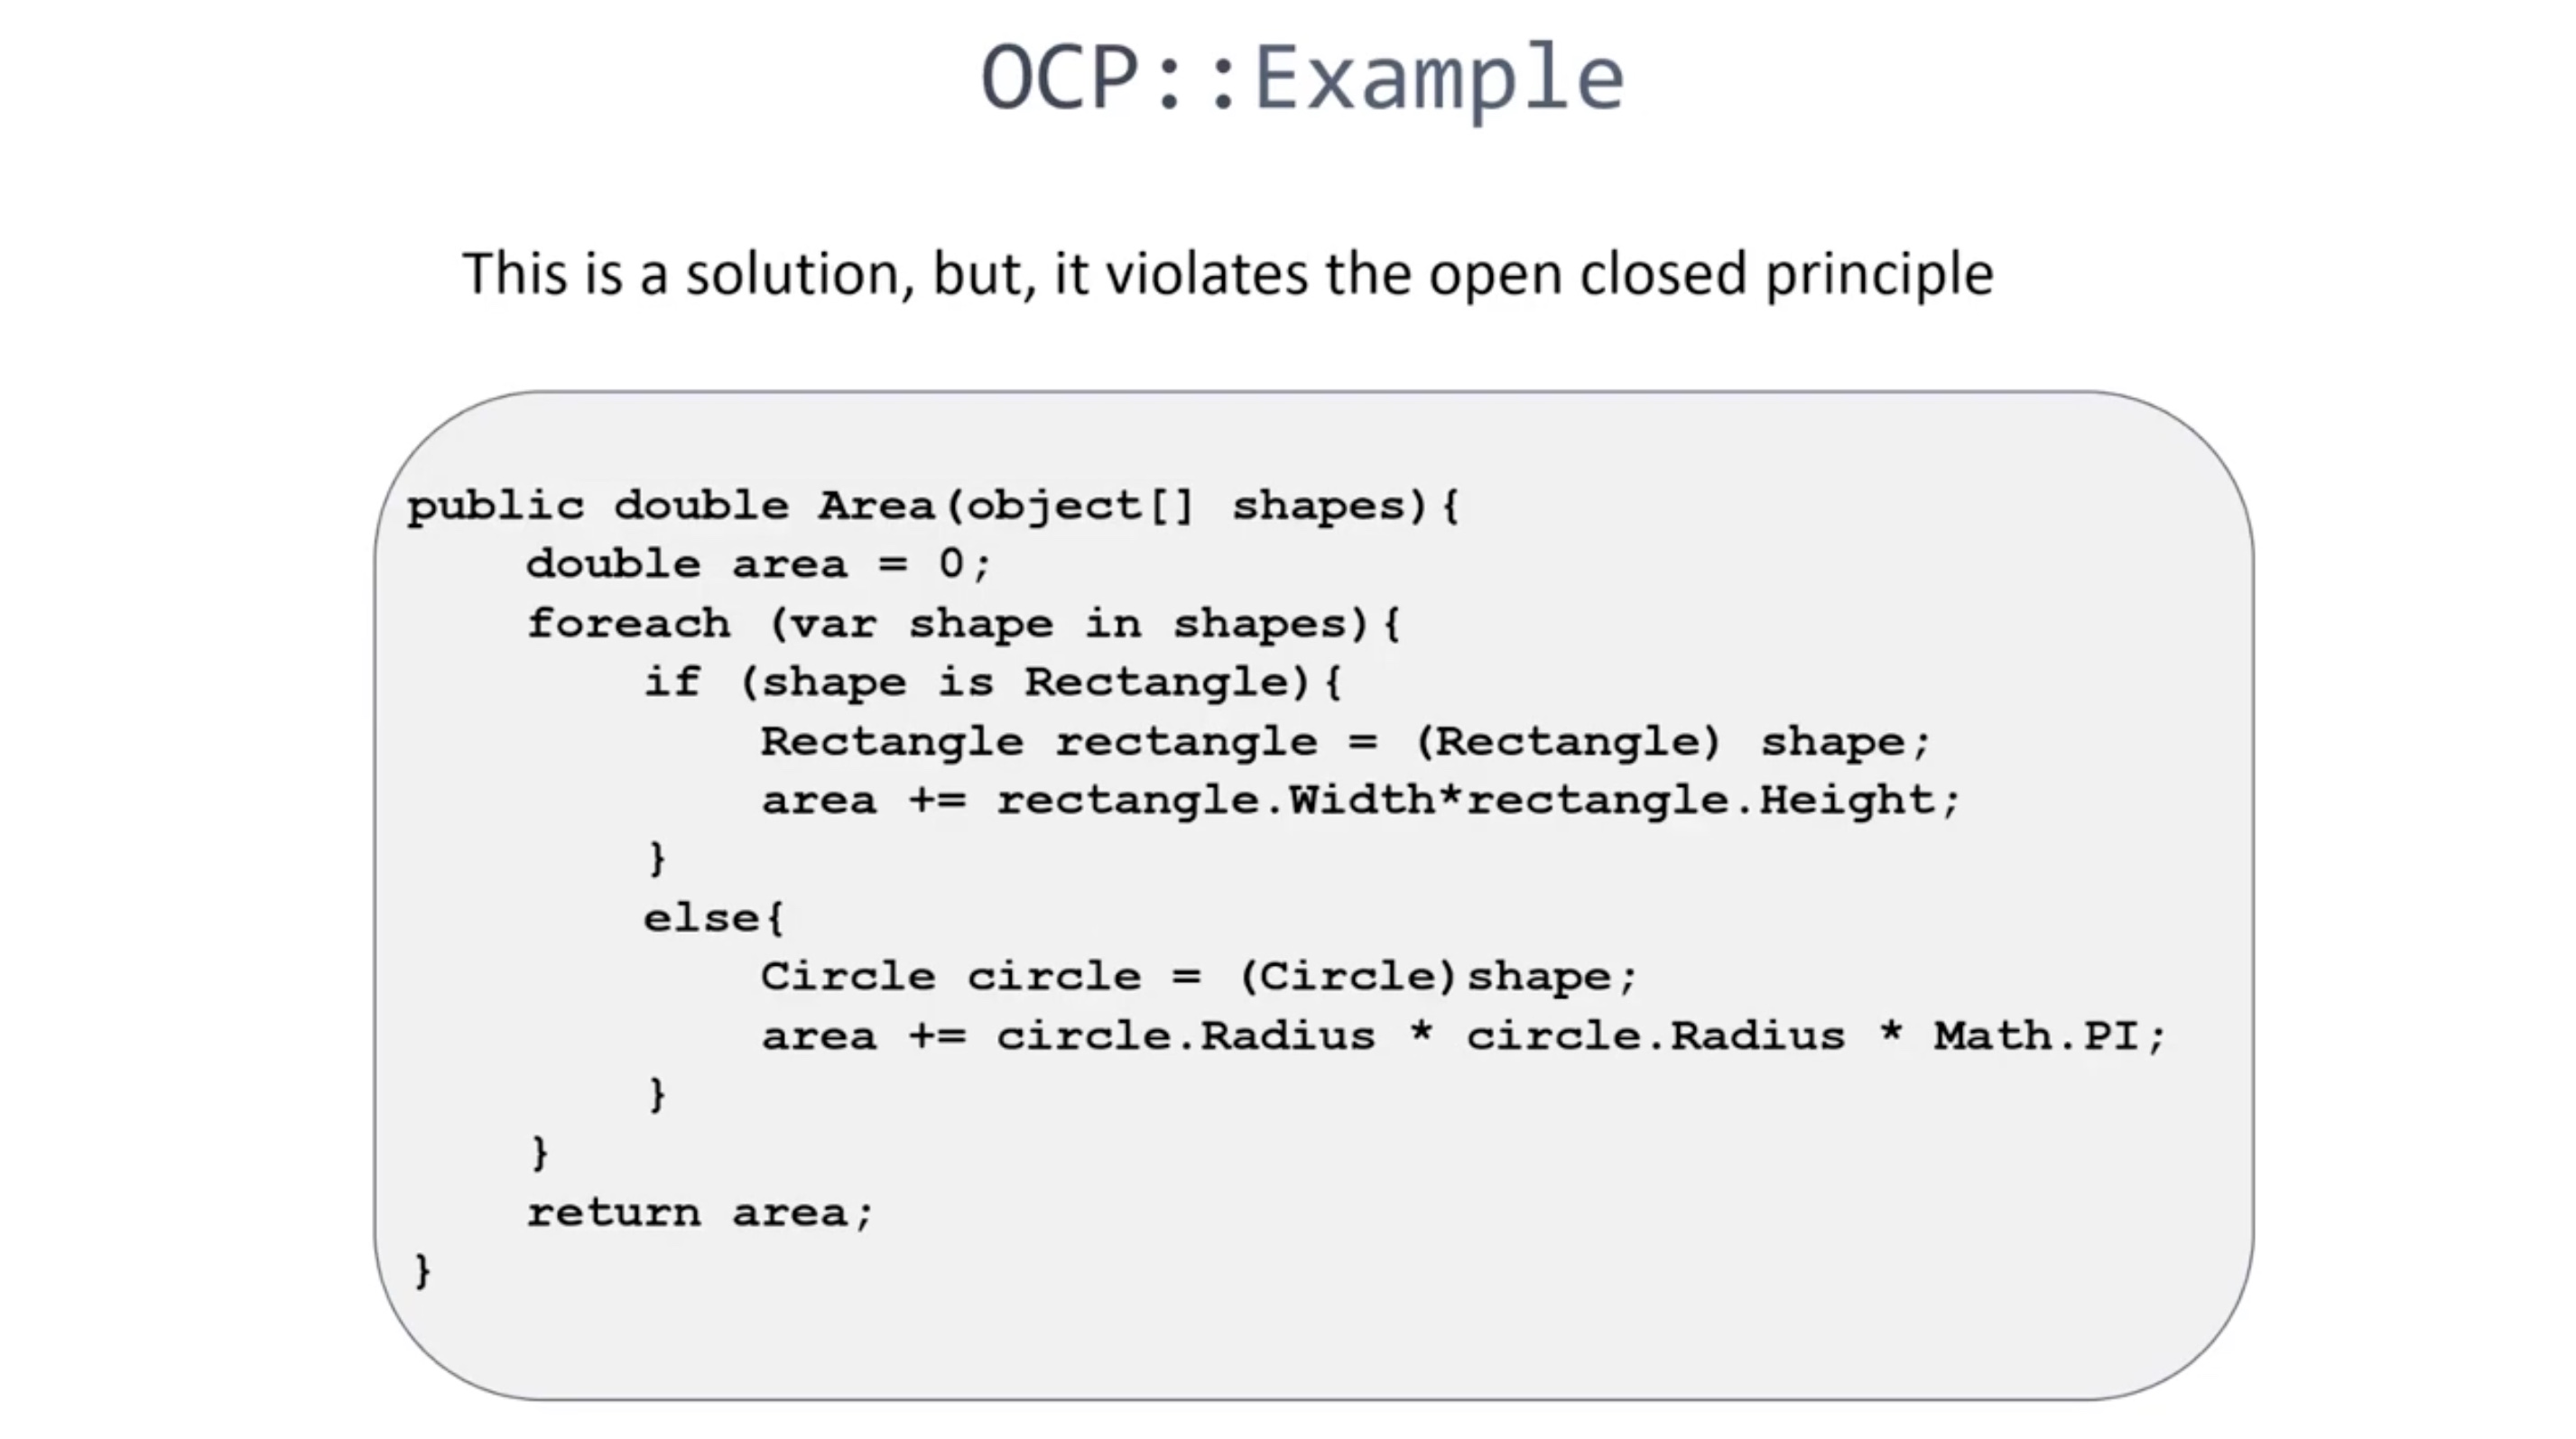 OCP::Example
This is a solution, but, it violates the open closed principle
public double Area(object[] shapes){
double area = 0;
foreach (var shape in shapes){
if (shape is Rectangle){
Rectangle rectangle = (Rectangle) shape;
area += rectangle.Width*rectangle.Height;
}
else{
Circle circle = (Circle)shape;
area += circle.Radius * circle.Radius * Math.PI;
}
}
return area;
}